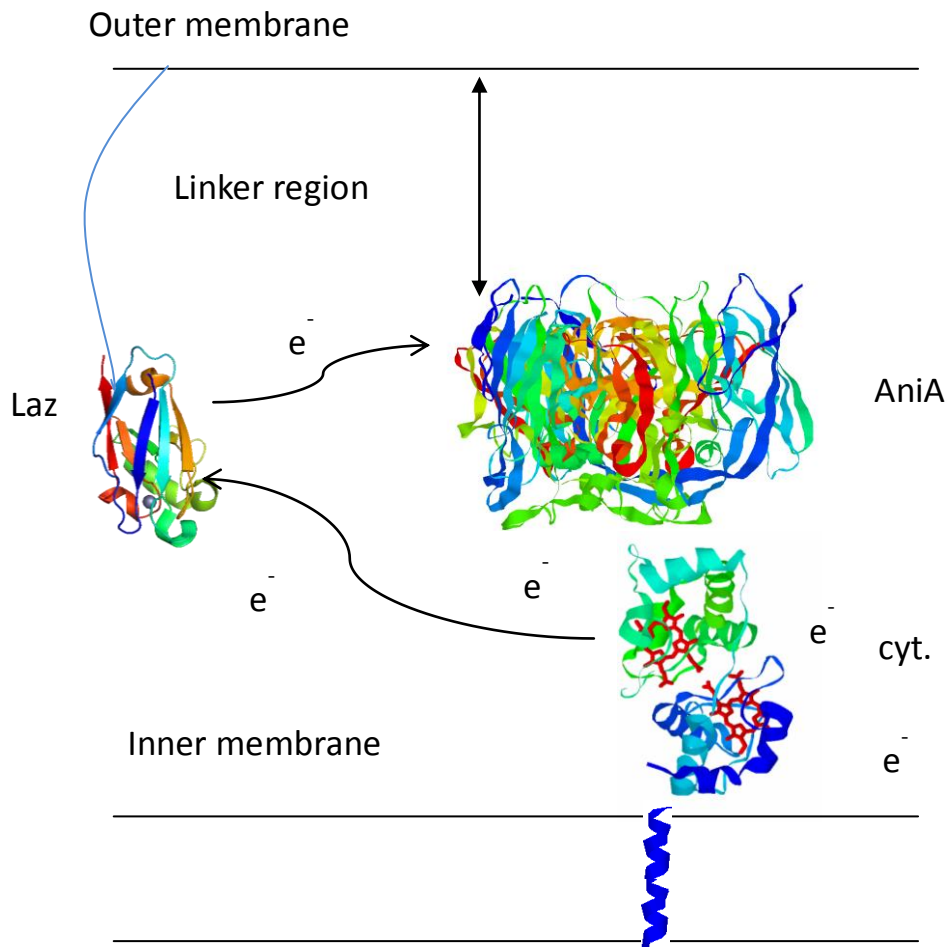 Outer membrane
Linker region
e-
Laz
AniA
e-
e-
e-
cyt.
Inner membrane
e-